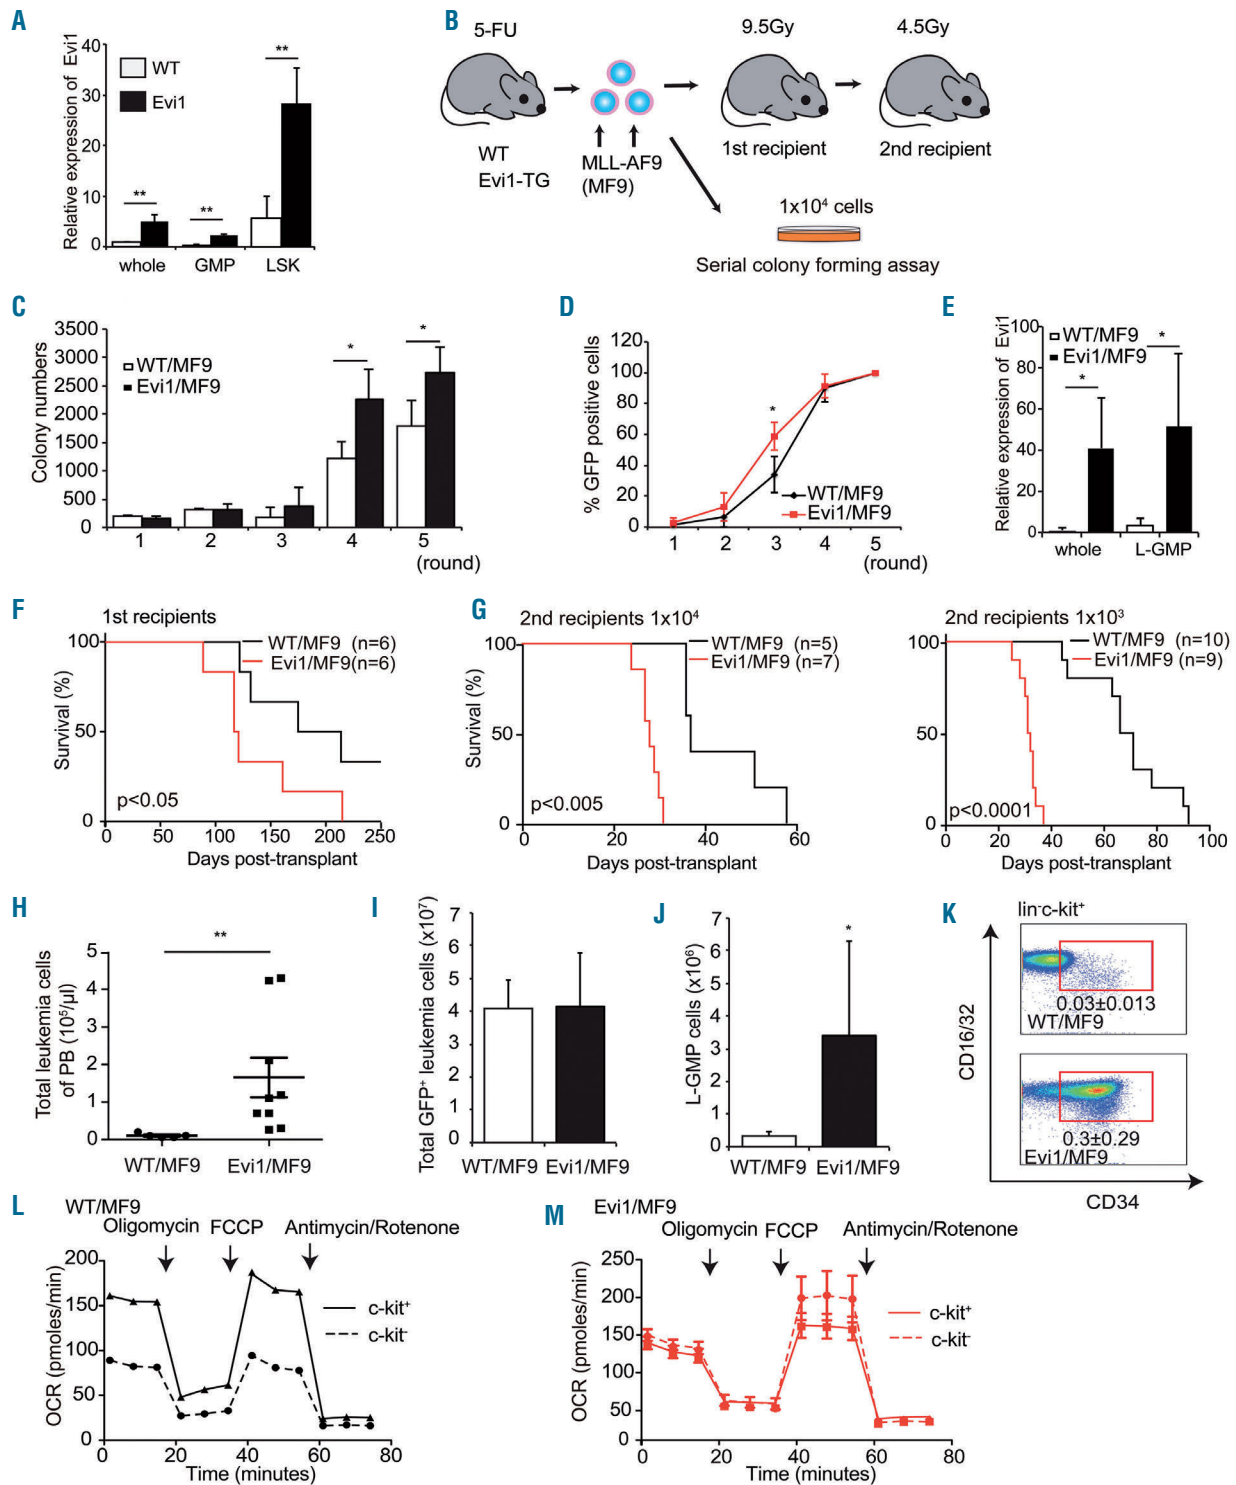 A
Relative expression of Evi1
40
30
20
10
0
WT
Evi1
**
**
**
whole GMP LSK
B
5-FU
9.5Gy
4.5Gy
WT
Evi1-TG
MLL-AF9
(MF9)
1st recipient
2nd recipient
1x10⁴ cells
Serial colony forming assay
C
Colony numbers
3500
3000
2500
2000
1500
1000
500
0
WT/MF9
Evi1/MF9
*
*
1 2 3 4 5
(round)
D
% GFP positive cells
120
100
80
60
40
20
0
*
WT/MF9
Evi1/MF9
1 2 3 4 5
(round)
E
Relative expression of Evi1
100
80
60
40
20
0
WT/MF9
Evi1/MF9
*
*
whole L-GMP
F
1st recipients
Survival (%)
100
50
0
WT/MF9 (n=6)
Evi1/MF9(n=6)
p<0.05
0 50 100 150 200 250
Days post-transplant
G
2nd recipients 1x10⁴
Survival (%)
100
50
0
WT/MF9 (n=5)
Evi1/MF9 (n=7)
p<0.005
0 20 40 60
Days post-transplant
2nd recipients 1x10³
100
50
0
WT/MF9 (n=10)
Evi1/MF9 (n=9)
p<0.0001
0 20 40 60 80 100
Days post-transplant
H
Total leukemia cells
of PB (10⁵/µl)
5
4
3
2
1
0
**
WT/MF9 Evi1/MF9
I
Total GFP⁺ leukemia cells (x10⁷)
7
6
5
4
3
2
1
0
WT/MF9 Evi1/MF9
J
L-GMP cells (x10⁶)
7
6
5
4
3
2
1
0
*
WT/MF9 Evi1/MF9
K
lin⁻c-kit⁺
CD16/32
0.03±0.013
WT/MF9
0.3±0.29
Evi1/MF9
CD34
L
WT/MF9
Oligomycin FCCP Antimycin/Rotenone
OCR (pmoles/min)
200
150
100
50
0
c-kit⁺
c-kit⁻
0 20 40 60 80
Time (minutes)
M
Evi1/MF9
Oligomycin FCCP Antimycin/Rotenone
OCR (pmoles/min)
250
200
150
100
50
0
c-kit⁺
c-kit⁻
0 20 40 60 80
Time (minutes)